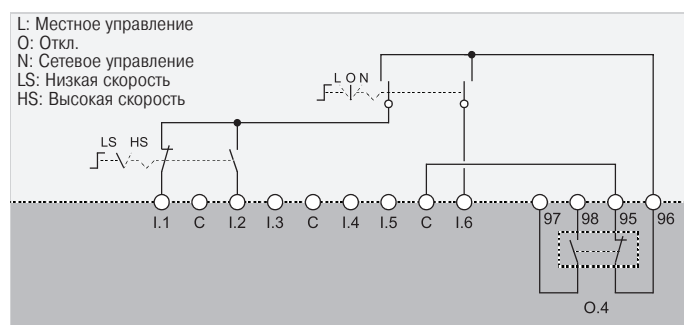 L: Местное управление
O: Откл.
N: Сетевое управление
LS: Низкая скорость
HS: Высокая скорость
L O N
LS HS
I.1 C I.2 I.3 C I.4 I.5 C I.6 97 98 95 96
O.4